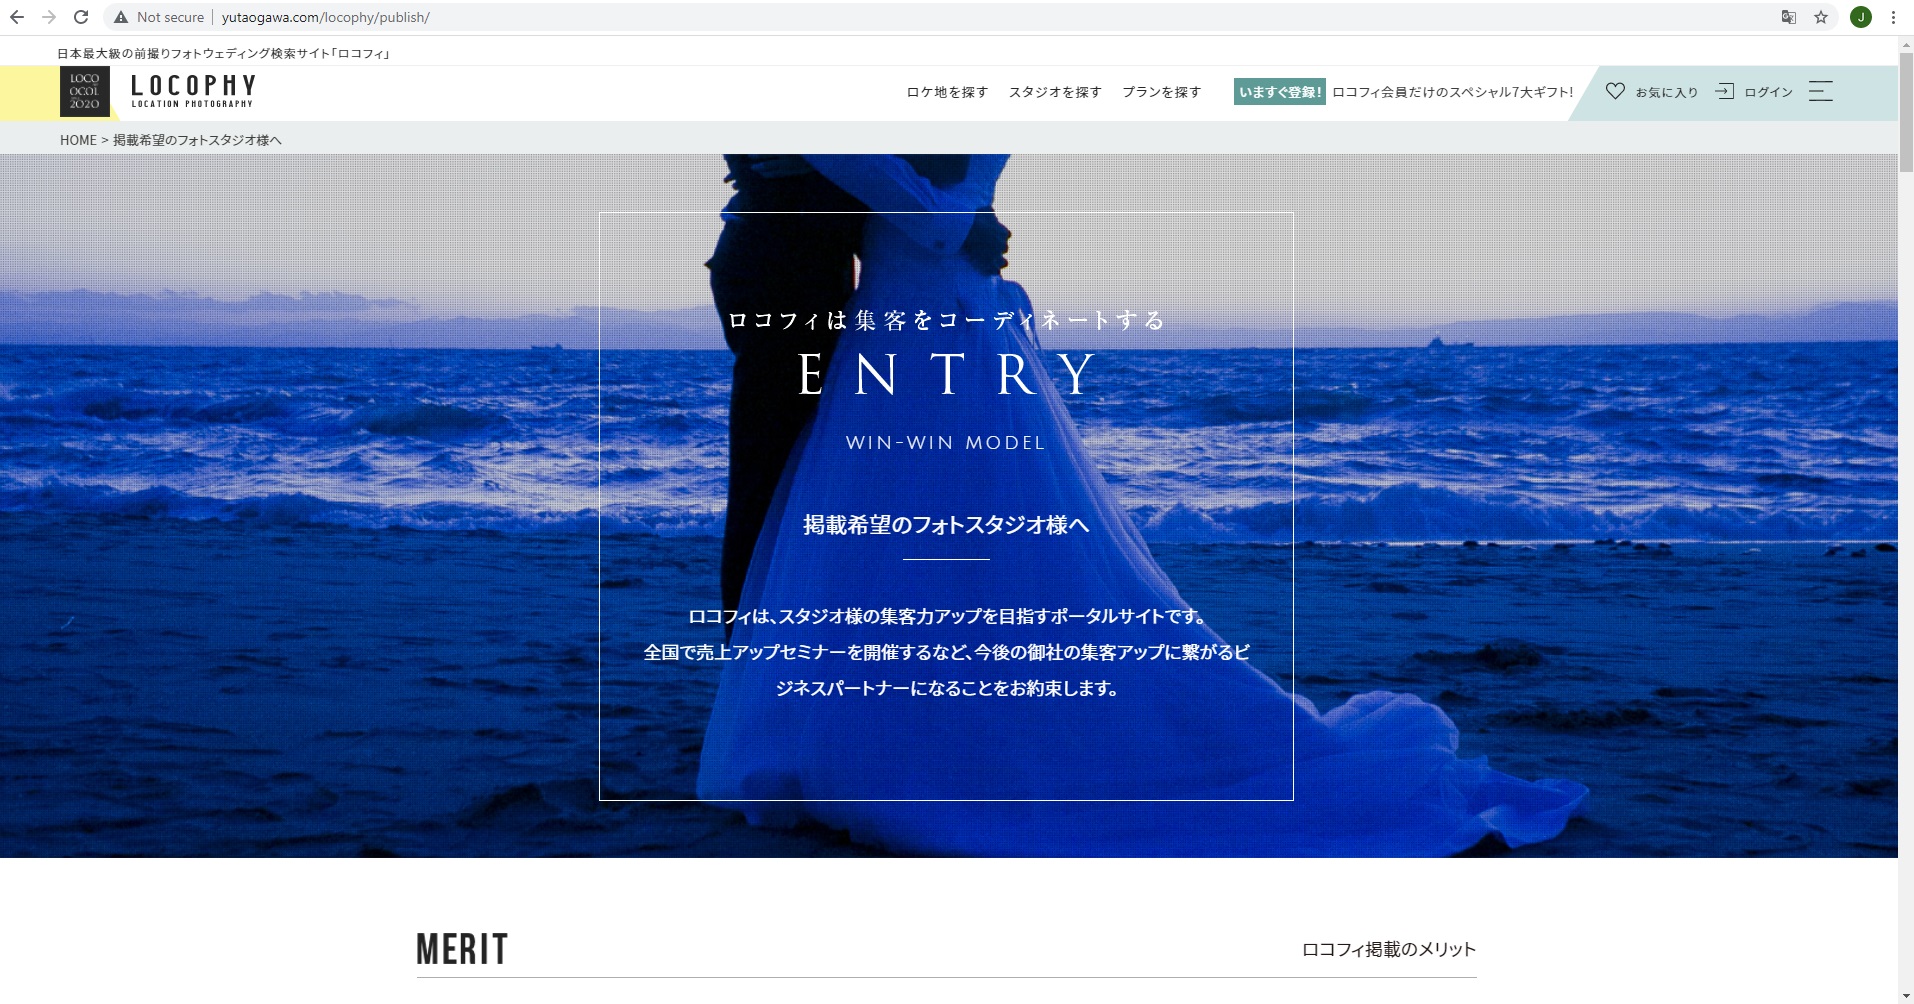 Not secure
yutaogawa.com/locophy/publish/
J
日本最大級の前撮りフォトウェディング検索サイト「ロコフィ」
LOCO
OCOL
2020
LOCOPHY
LOCATION PHOTOGRAPHY
ロケ地を探す
スタジオを探す
プランを探す
いますぐ登録!
ロコフィ会員だけのスペシャル7大ギフト!
お気に入り
ログイン
HOME > 掲載希望のフォトスタジオ様へ
ロコフィは集客をコーディネートする
ENTRY
WIN-WIN MODEL
掲載希望のフォトスタジオ様へ
ロコフィは、スタジオ様の集客力アップを目指すポータルサイトです。
全国で売上アップセミナーを開催するなど、今後の御社の集客アップに繋がるビ
ジネスパートナーになることをお約束します。
MERIT
ロコフィ掲載のメリット